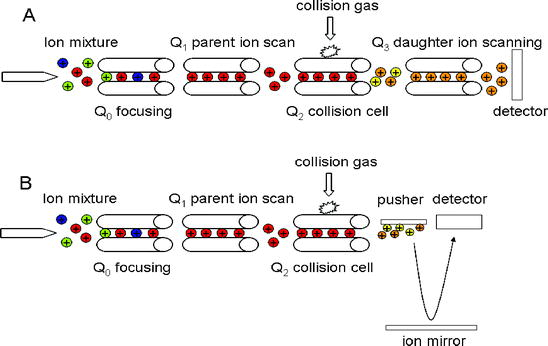 A
collision gas
Ion mixture
Q1 parent ion scan
Q3 daughter ion scanning
Q0 focusing
Q2 collision cell
detector
B
collision gas
Ion mixture
Q1 parent ion scan
pusher
detector
Q0 focusing
Q2 collision cell
ion mirror